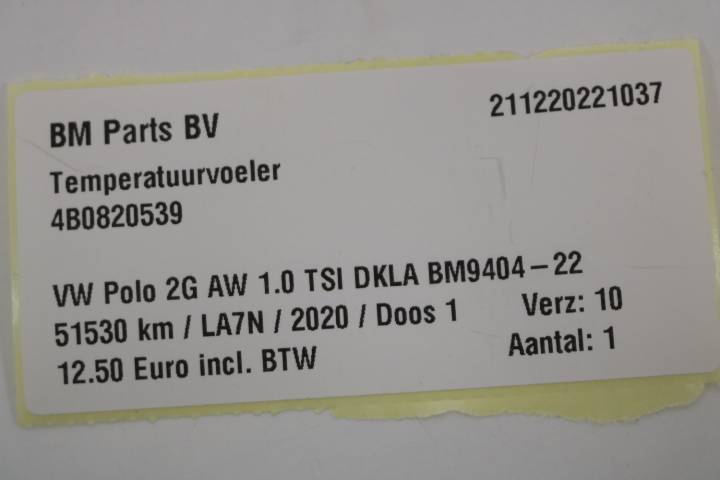 BM Parts BV 211220221037
Temperatuurvoeler
4B0820539
VW Polo 2G AW 1.0 TSI DKLA BM9404-22
51530 km / LA7N / 2020 / Doos 1 Verz: 10
12.50 Euro incl. BTW Aantal: 1